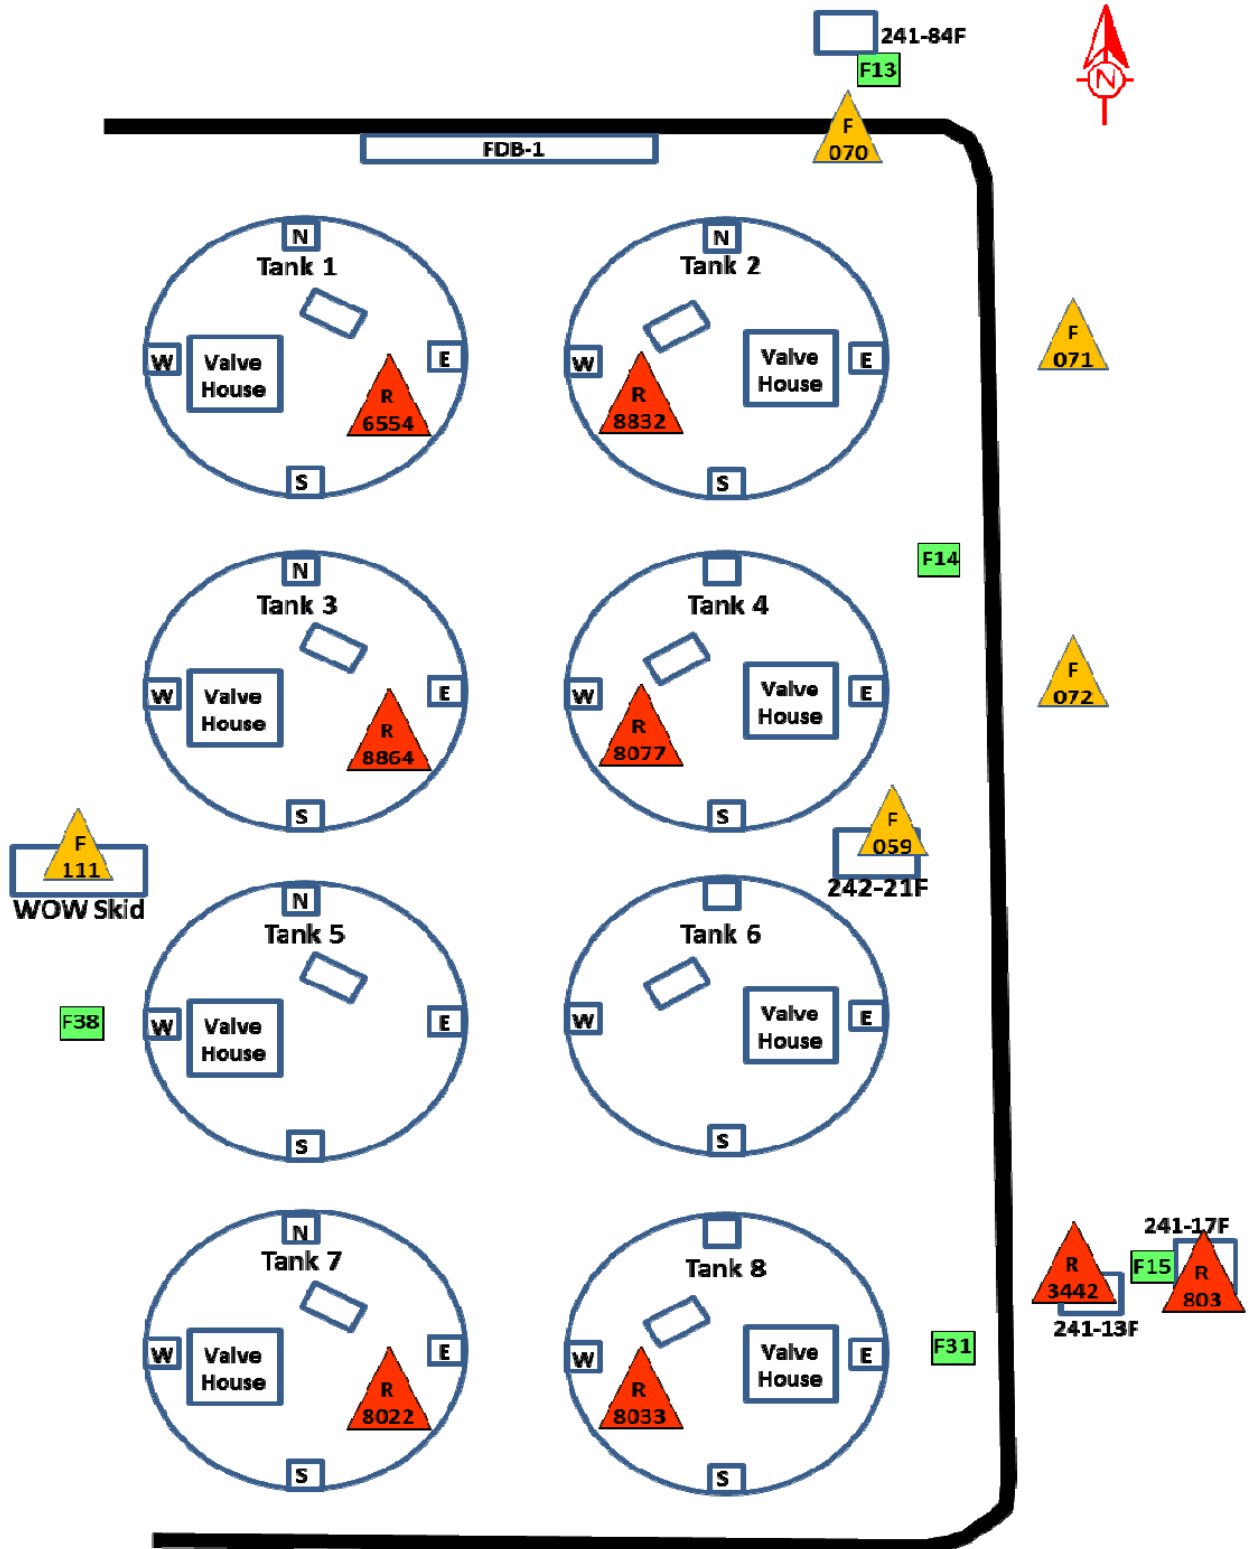 241-84F
F13
N
F
070
FDB-1
N
Tank 1
W
Valve
House
E
R
6554
S
N
Tank 2
W
Valve
House
E
R
8832
S
F
071
F14
N
Tank 3
W
Valve
House
E
R
8864
S
Tank 4
W
Valve
House
E
R
8077
S
F
072
F
111
WOW Skid
F
059
242-21F
N
Tank 5
F38
W
Valve
House
E
S
Tank 6
W
Valve
House
E
S
N
Tank 7
W
Valve
House
E
R
8022
S
Tank 8
W
Valve
House
E
R
8033
S
F31
R
3442
241-13F
F15
241-17F
R
803